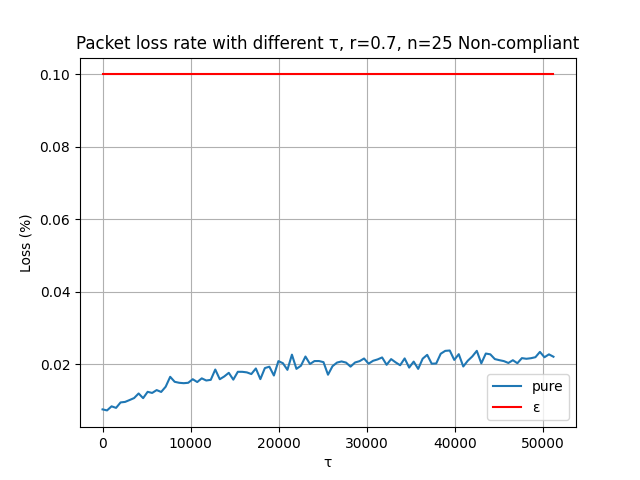 Packet loss rate with different τ, r=0.7, n=25 Non-compliant
0.10
0.08
0.06
0.04
0.02
Loss (%)
0
10000
20000
30000
40000
50000
τ
pure
ε